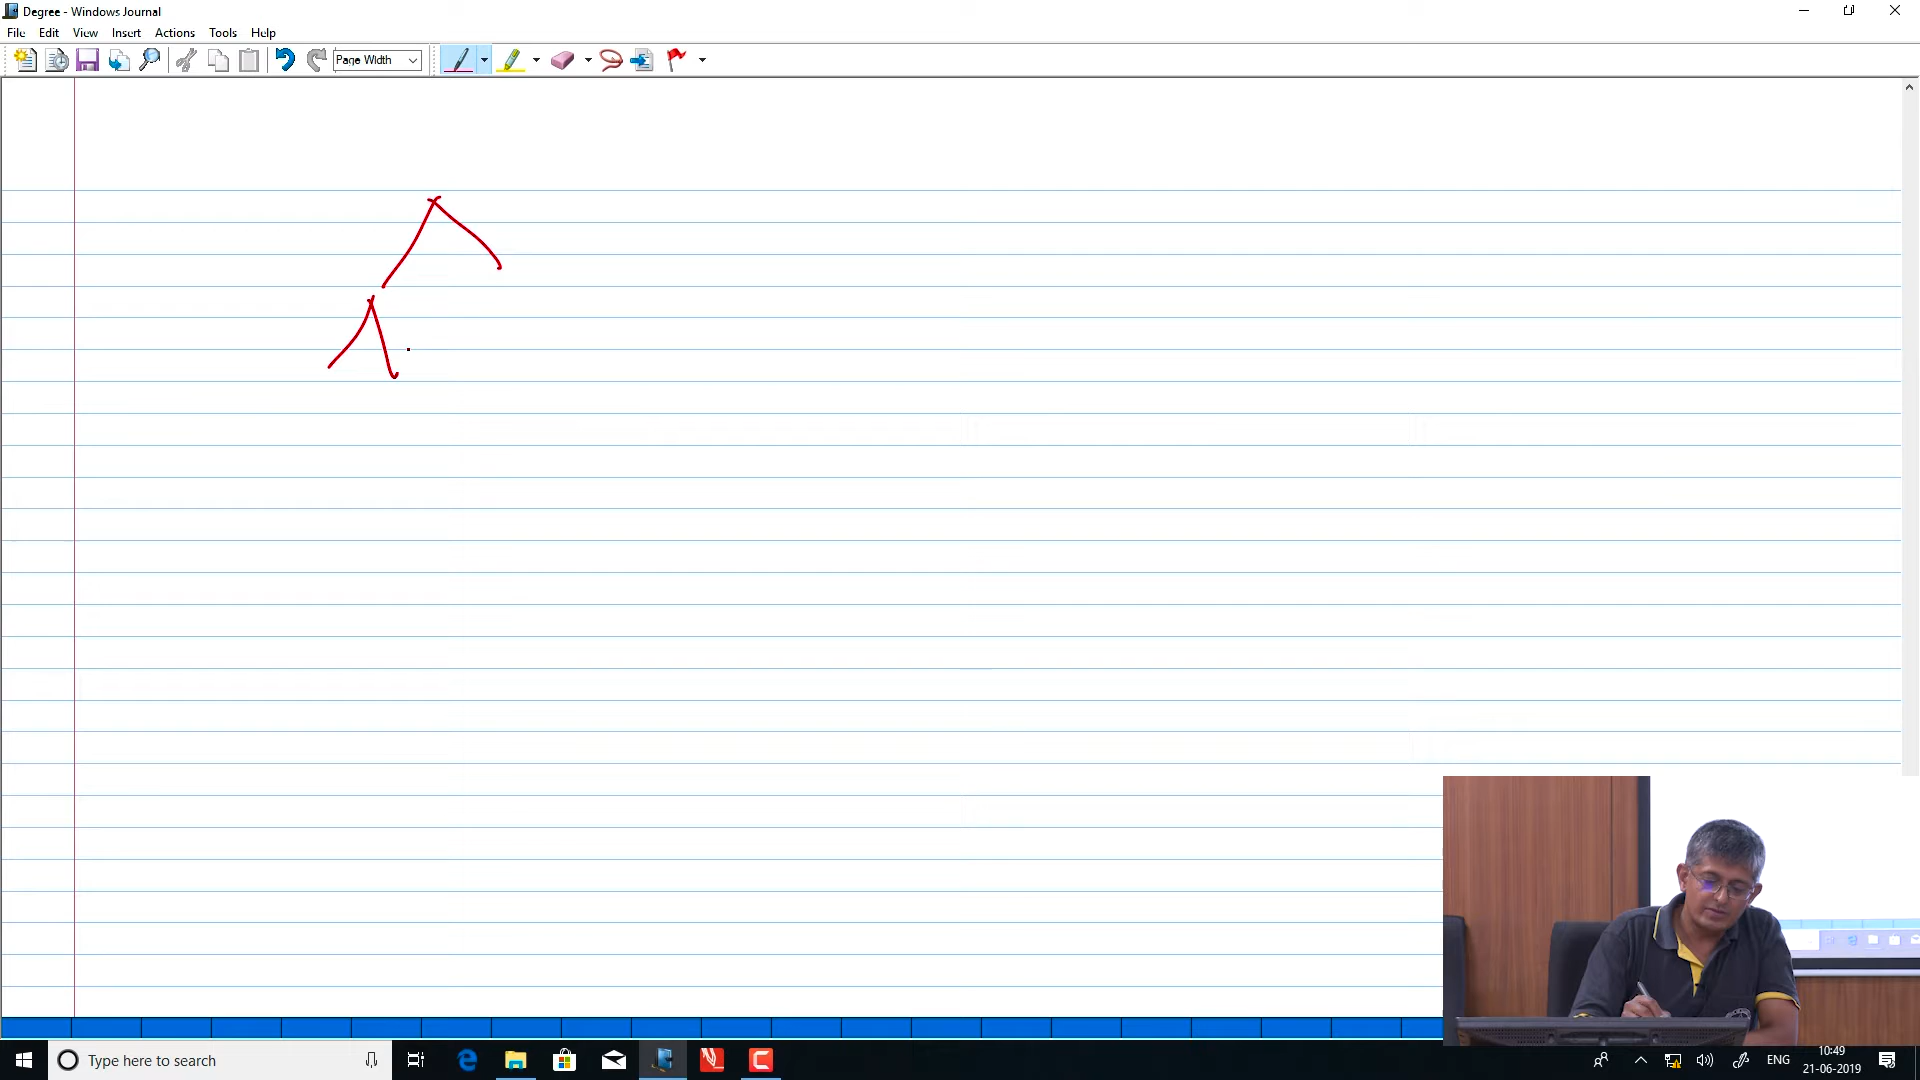 Degree - Windows Journal
File Edit View Insert Actions Tools Help
Page Width
Type here to search
ENG
10:49
21-06-2019